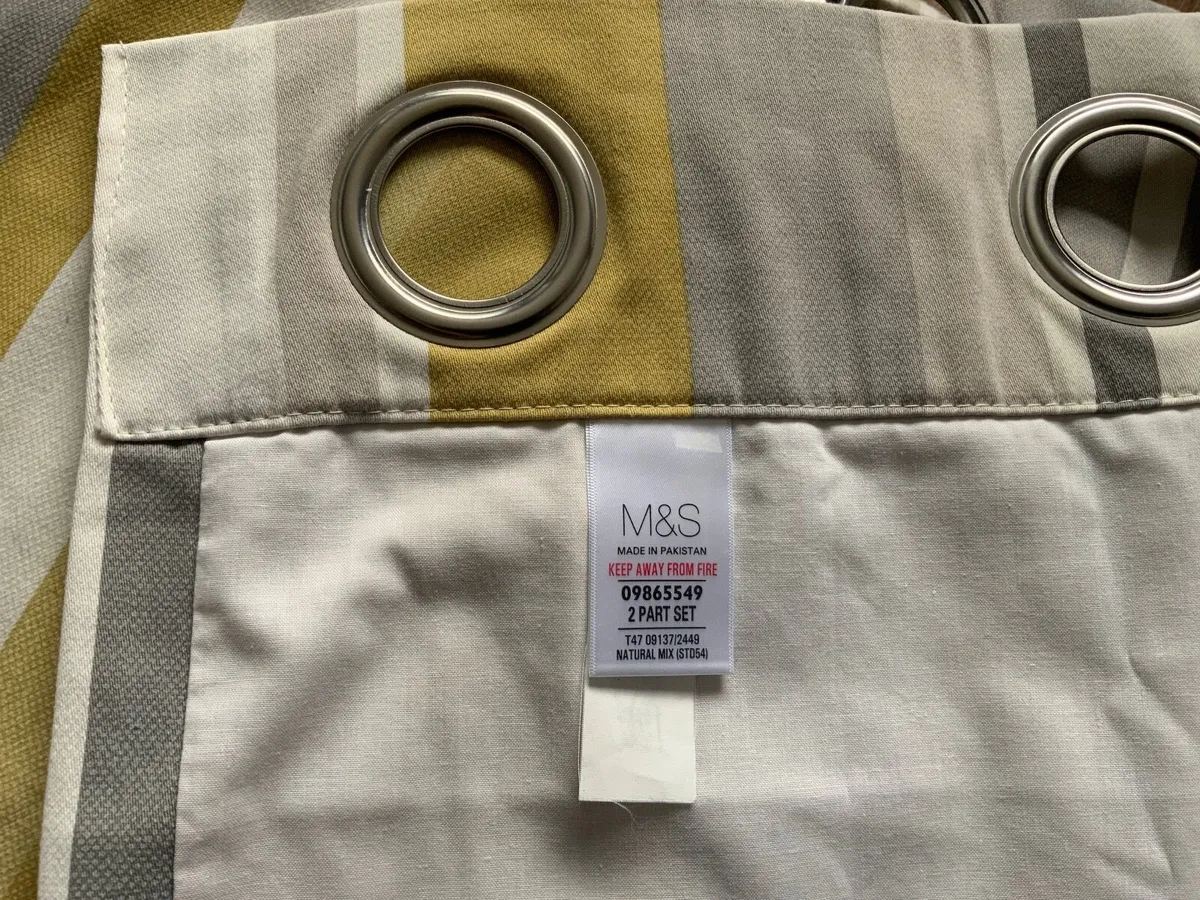 M&S
MADE IN PAKISTAN
KEEP AWAY FROM FIRE
09865549
2 PART SET
T47 09137/2449
NATURAL MIX (STD54)